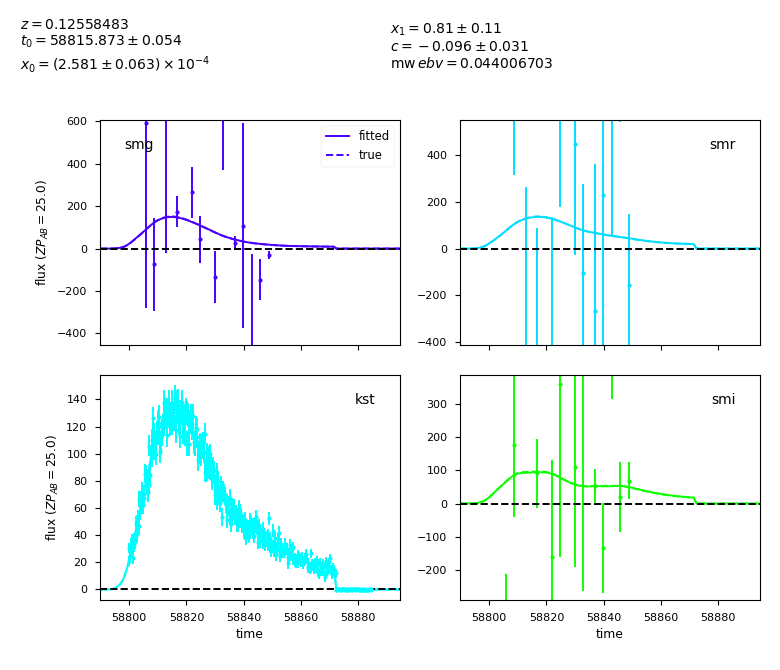 z = 0.12558483
t₀ = 58815.873 ± 0.054
x₀ = (2.581 ± 0.063) × 10⁻⁴
x₁ = 0.81 ± 0.11
c = −0.096 ± 0.031
mwebv = 0.044006703
smg
fitted
true
flux (ZP_AB = 25.0)
600
400
200
0
−200
−400
smr
400
200
0
−200
−400
kst
flux (ZP_AB = 25.0)
140
120
100
80
60
40
20
0
58800 58820 58840 58860 58880
time
smi
300
200
100
0
−100
−200
58800 58820 58840 58860 58880
time